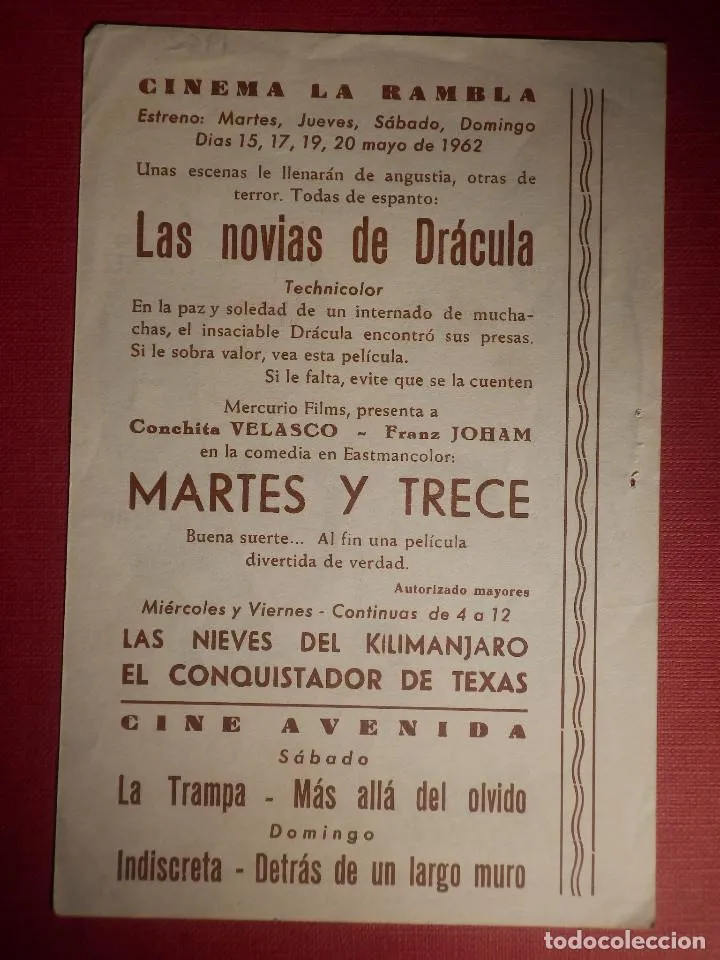 CINEMA LA RAMBLA
Estreno: Martes, Jueves, Sábado, Domingo
Dias 15, 17, 19, 20 mayo de 1962
Unas escenas le llenarán de angustia, otras de
terror. Todas de espanto:
Las novias de Drácula
Technicolor
En la paz y soledad de un internado de mucha-
chas, el insaciable Drácula encontró sus presas.
Si le sobra valor, vea esta película.
Si le falta, evite que se la cuenten
Mercurio Films, presenta a
Conchita VELASCO - Franz JOHAM
en la comedia en Eastmancolor:
MARTES Y TRECE
Buena suerte... Al fin una película
divertida de verdad.
Autorizado mayores
Miércoles y Viernes - Continuas de 4 a 12
LAS NIEVES DEL KILIMANJARO
EL CONQUISTADOR DE TEXAS
CINE AVENIDA
Sábado
La Trampa - Más allá del olvido
Domingo
Indiscreta - Detrás de un largo muro
todocoleccion